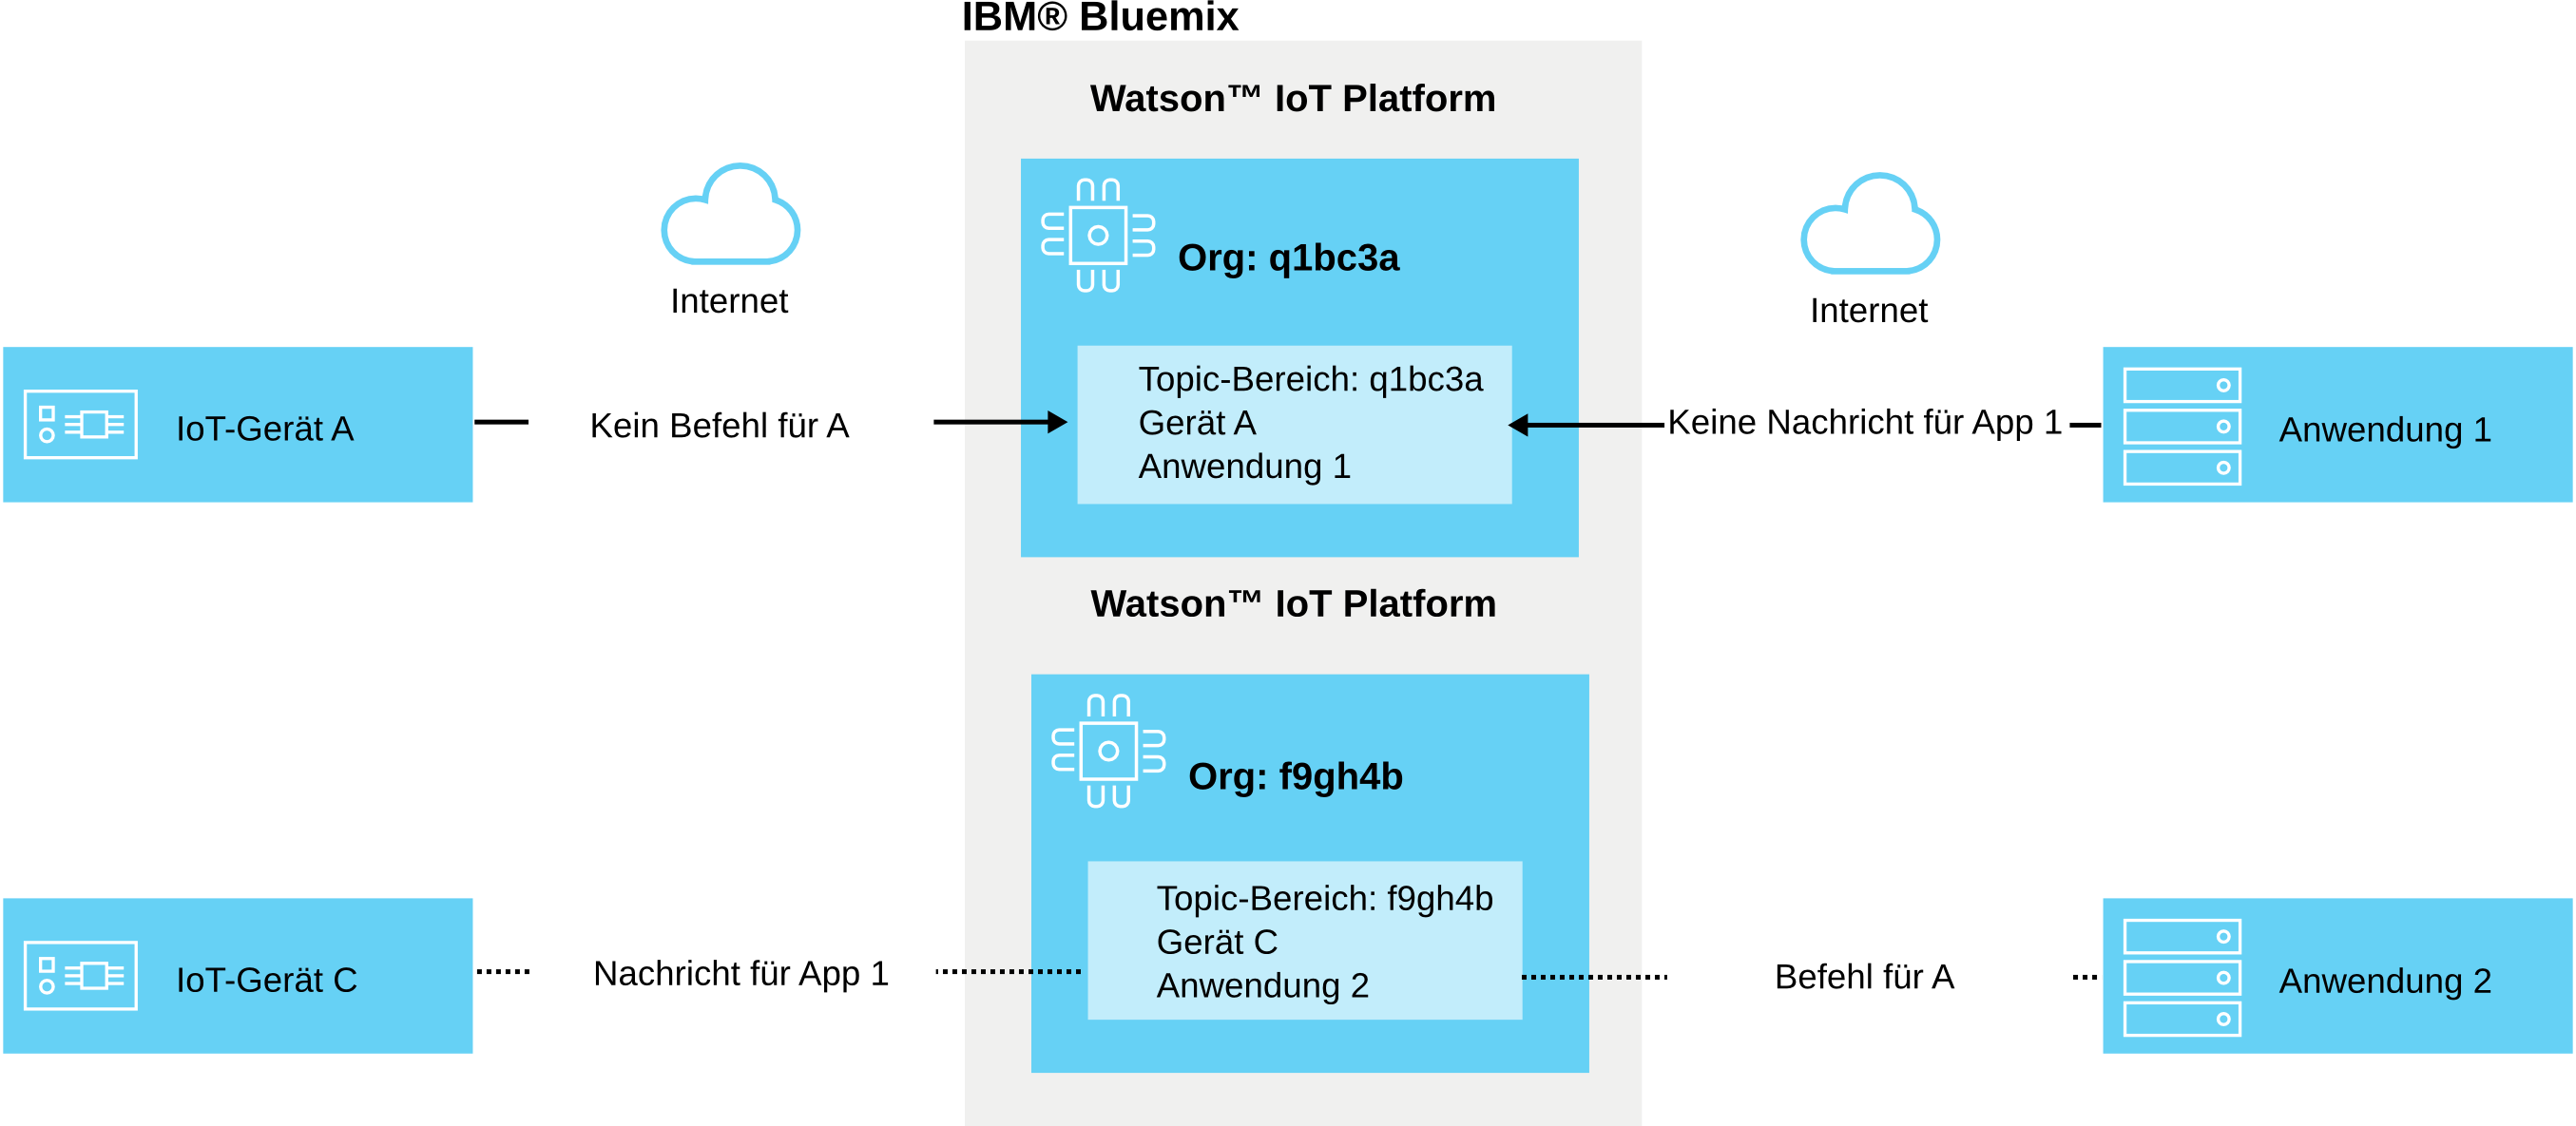 IBM® Bluemix
Watson™ IoT Platform
Org: q1bc3a
Internet
Internet
IoT-Gerät A
Kein Befehl für A
Topic-Bereich: q1bc3a
Gerät A
Anwendung 1
Keine Nachricht für App 1
Anwendung 1
Watson™ IoT Platform
Org: f9gh4b
IoT-Gerät C
Nachricht für App 1
Topic-Bereich: f9gh4b
Gerät C
Anwendung 2
Befehl für A
Anwendung 2